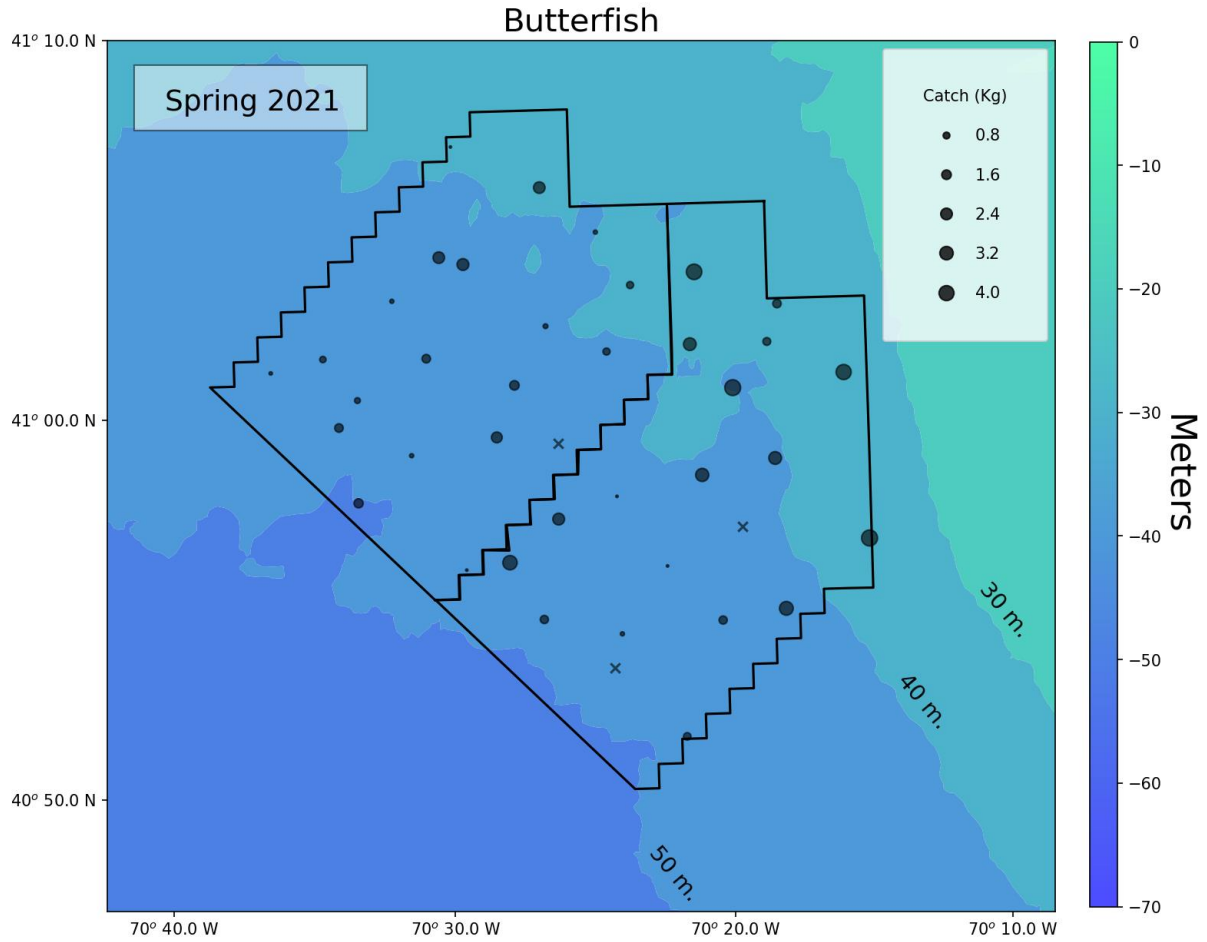 Butterfish
41° 10.0 N
41° 00.0 N
40° 50.0 N
Spring 2021
Catch (Kg)
0.8
1.6
2.4
3.2
4.0
30 m.
40 m.
50 m.
70° 40.0 W
70° 30.0 W
70° 20.0 W
70° 10.0 W
0
−10
−20
−30
−40
−50
−60
−70
Meters